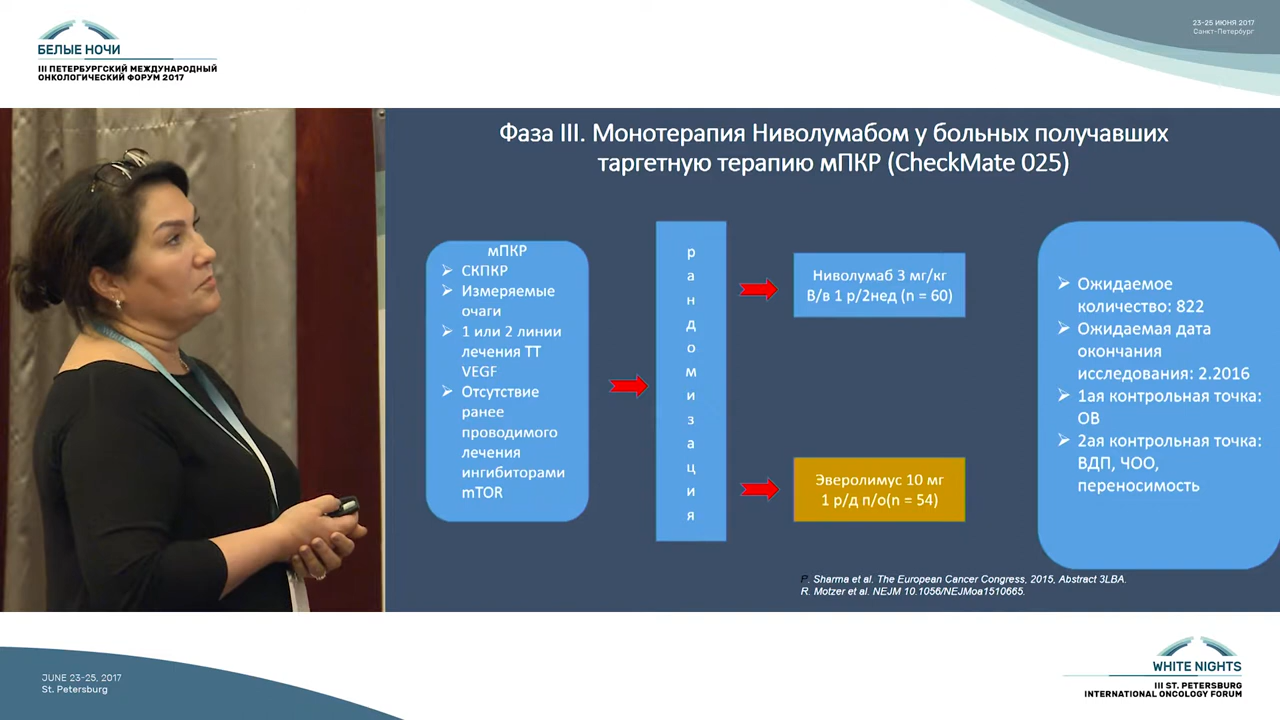 БЕЛЫЕ НОЧИ
III ПЕТЕРБУРГСКИЙ МЕЖДУНАРОДНЫЙ
ОНКОЛОГИЧЕСКИЙ ФОРУМ 2017
23-25 ИЮНЯ 2017
Санкт-Петербург
Фаза III. Монотерапия Ниволумабом у больных получавших
таргетную терапию мПКР (CheckMate 025)
мПКР
СКПКР
Измеряемые
очаги
1 или 2 линии
лечения ТТ
VEGF
Отсутствие
ранее
проводимого
лечения
ингибиторами
mTOR
рандомизация
Ниволумаб 3 мг/кг
В/в 1 р/2нед (n = 60)
Эверолимус 10 мг
1 р/д п/о(n = 54)
Ожидаемое
количество: 822
Ожидаемая дата
окончания
исследования: 2.2016
1ая контрольная точка:
ОВ
2ая контрольная точка:
ВДП, ЧОО,
переносимость
P. Sharma et al. The European Cancer Congress, 2015, Abstract 3LBA.
R. Motzer et al. NEJM 10.1056/NEJMoa1510665.
JUNE 23-25, 2017
St. Petersburg
WHITE NIGHTS
III ST. PETERSBURG
INTERNATIONAL ONCOLOGY FORUM